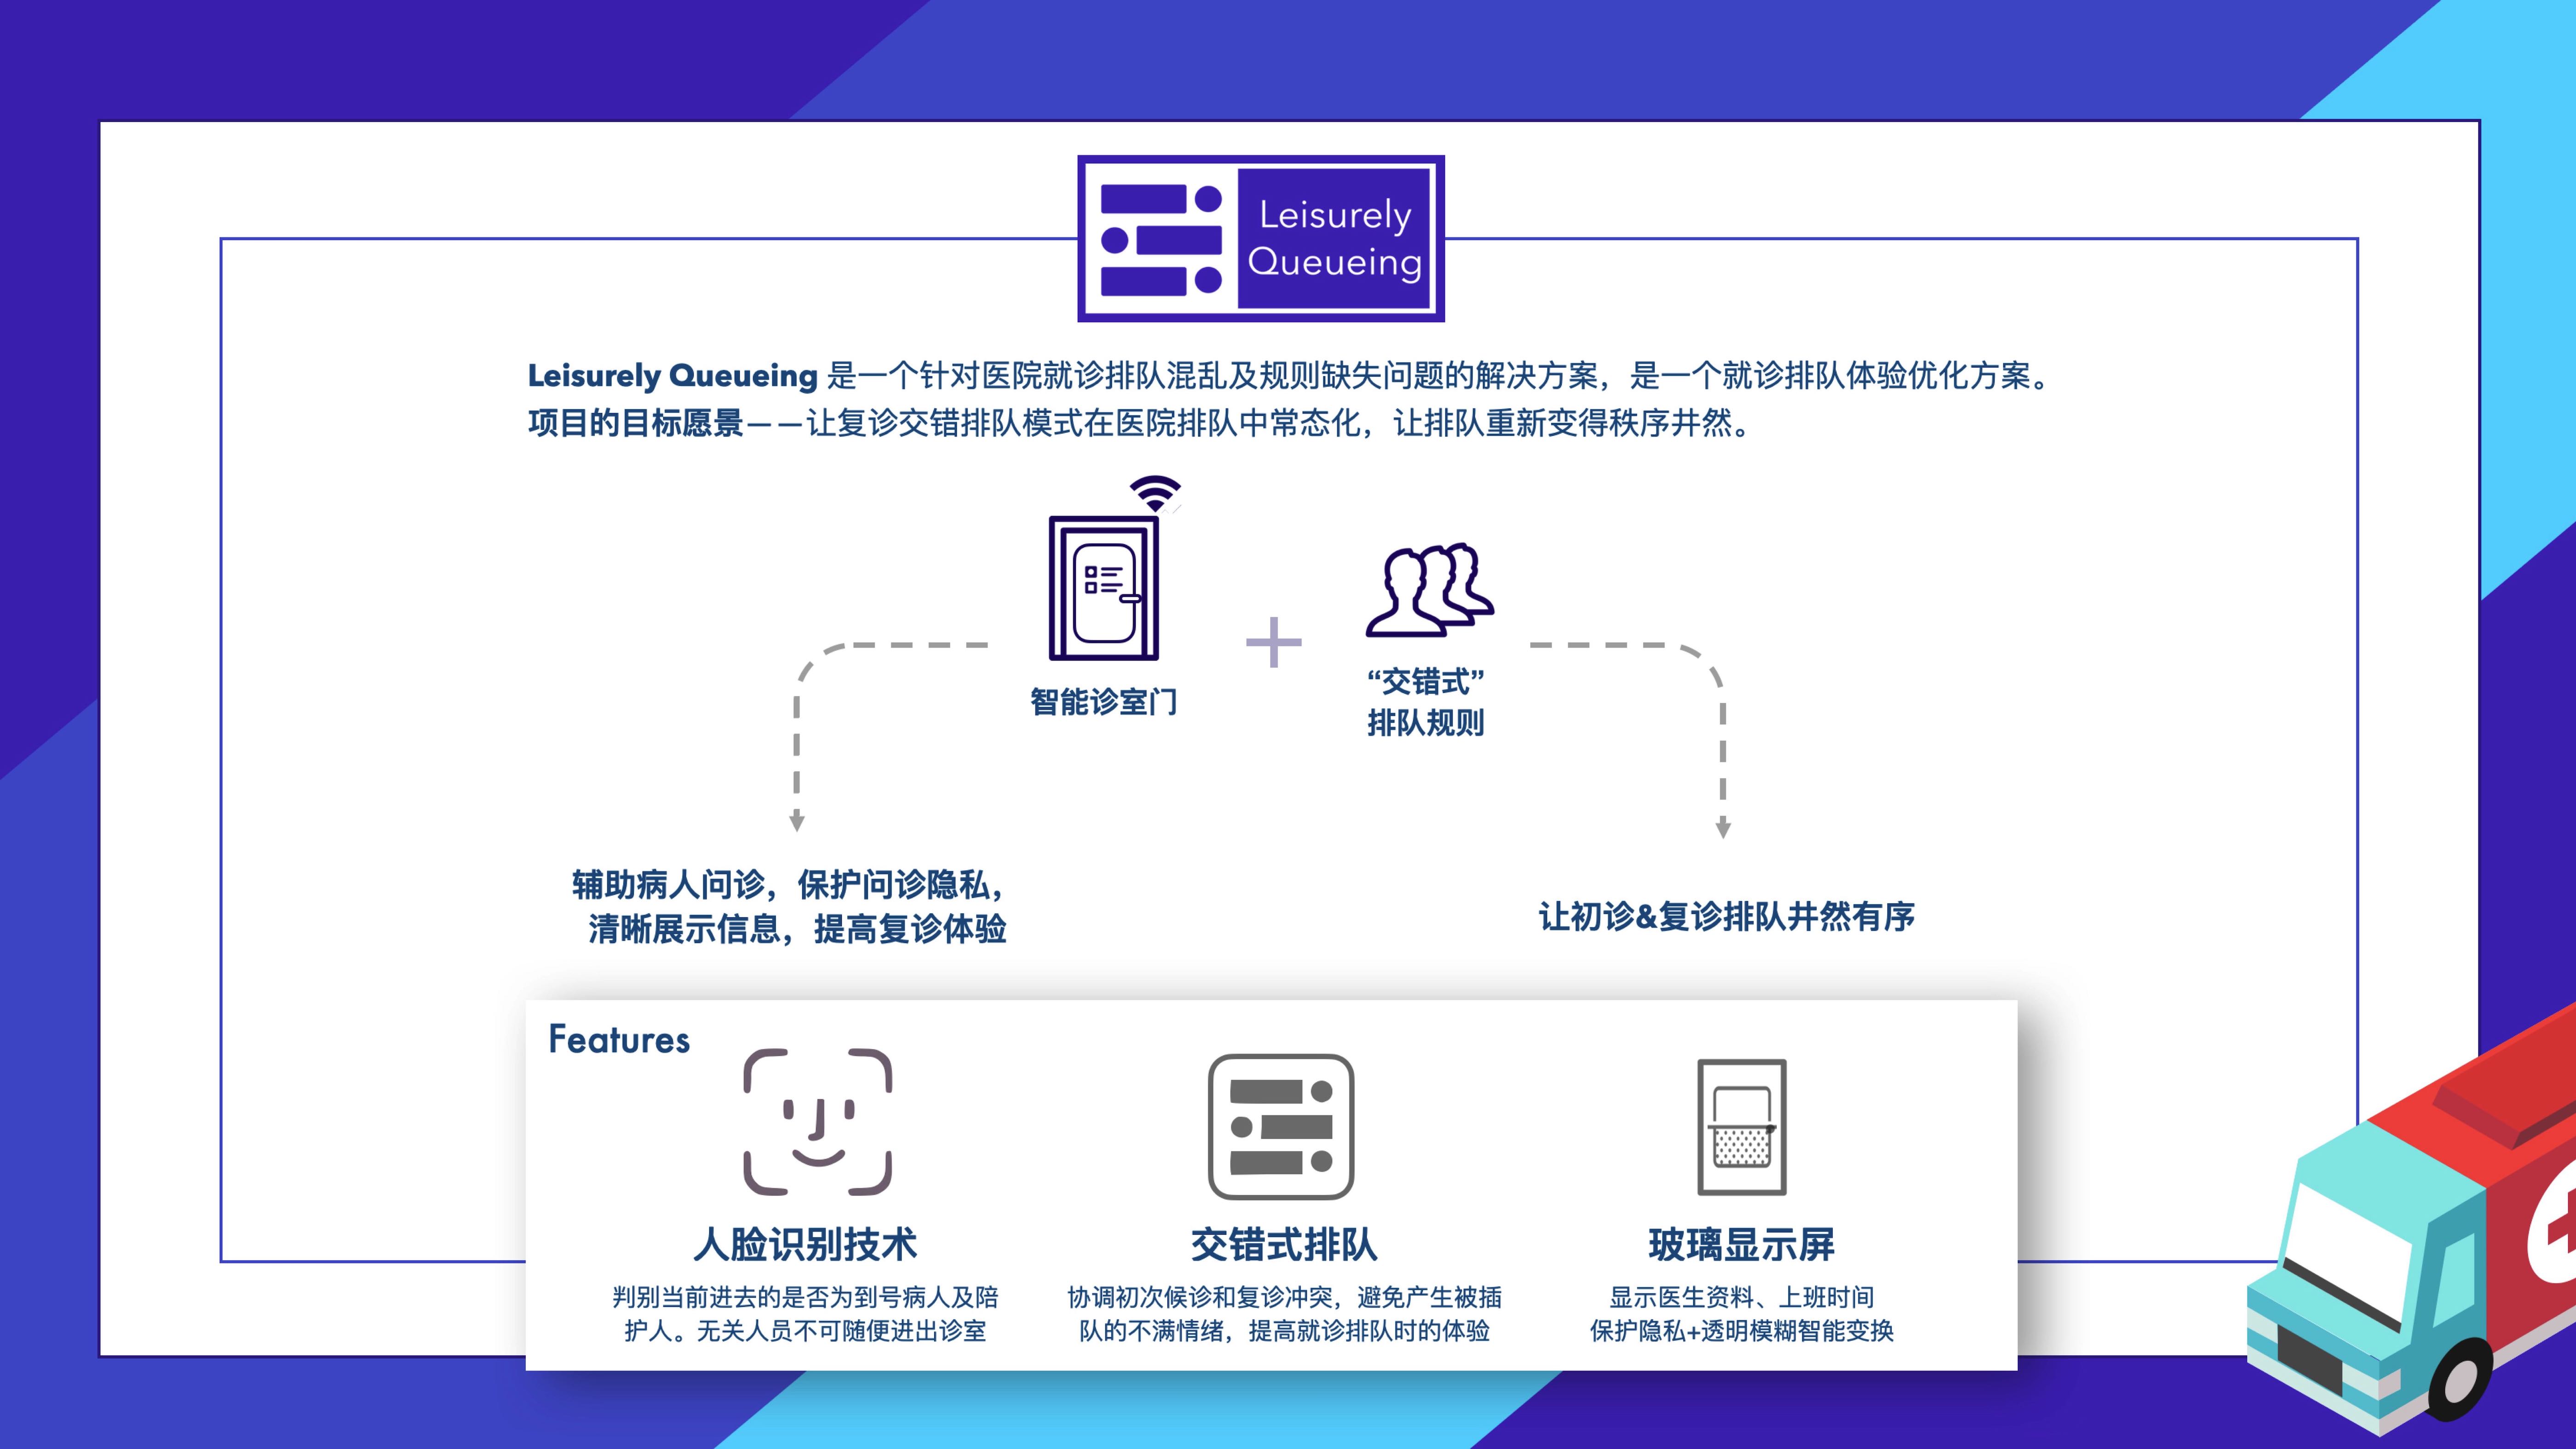 Leisurely
Queueing
Leisurely Queueing 是一个针对医院就诊排队混乱及规则缺失问题的解决方案，是一个就诊排队体验优化方案。
项目的目标愿景——让复诊交错排队模式在医院排队中常态化，让排队重新变得秩序井然。
智能诊室门
“交错式”
排队规则
辅助病人问诊，保护问诊隐私，
清晰展示信息，提高复诊体验
让初诊&复诊排队井然有序
Features
人脸识别技术
判别当前进去的是否为到号病人及陪
护人。无关人员不可随便进出诊室
交错式排队
协调初次候诊和复诊冲突，避免产生被插
队的不满情绪，提高就诊排队时的体验
玻璃显示屏
显示医生资料、上班时间
保护隐私+透明模糊智能变换